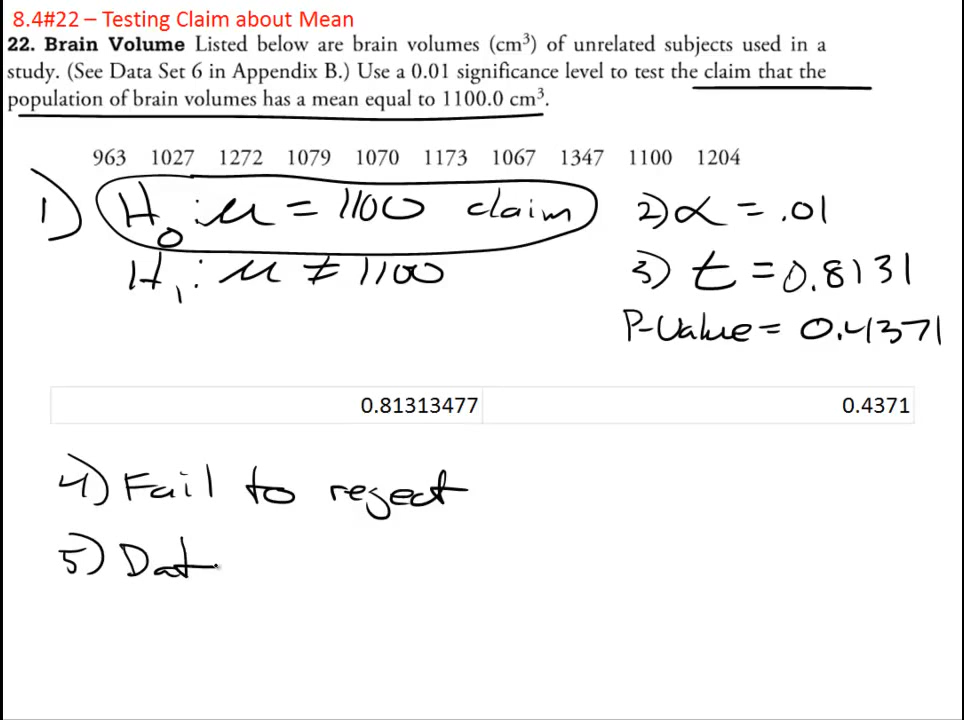 8.4#22 – Testing Claim about Mean
22. Brain Volume Listed below are brain volumes (cm³) of unrelated subjects used in a
study. (See Data Set 6 in Appendix B.) Use a 0.01 significance level to test the claim that the
population of brain volumes has a mean equal to 1100.0 cm³.
963 1027 1272 1079 1070 1173 1067 1347 1100 1204
1) H₀: μ = 1100 claim
H₁: μ ≠ 1100
2) α = .01
3) t = 0.8131
P-Value = 0.4371
0.81313477 0.4371
4) Fail to reject
5) Dat